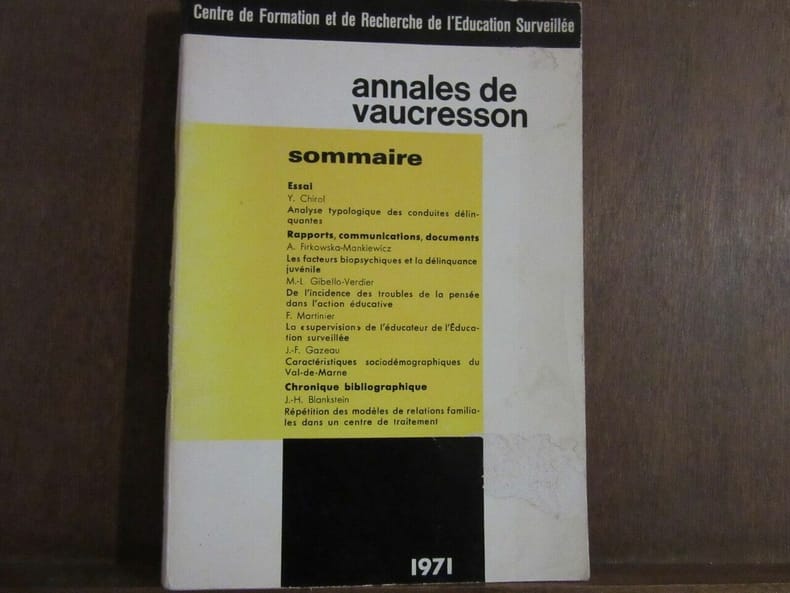 Centre de Formation et de Recherche de l'Education Surveillée
annales de
vaucresson
sommaire
Essai
Y. Chirol
Analyse typologique des conduites délin-
quantes
Rapports, communications, documents
A. Firkowska-Mankiewicz
Les facteurs biopsychiques et la délinquance
juvénile
M.-L. Gibello-Verdier
De l'incidence des troubles de la pensée
dans l'action éducative
F. Martinier
La «supervision» de l'éducateur de l'Éduca-
tion surveillée
J.-F. Gazeau
Caractéristiques sociodémographiques du
Val-de-Marne
Chronique bibliographique
J.-H. Blankstein
Répétition des modèles de relations familia-
les dans un centre de traitement
1971